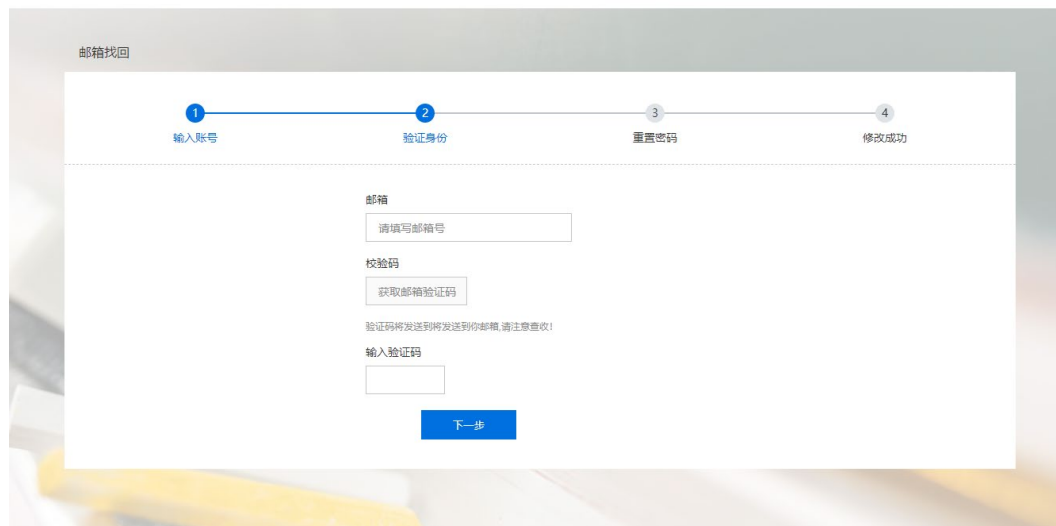 邮箱找回
1 2 3 4
输入账号 验证身份 重置密码 修改成功
邮箱
请填写邮箱号
校验码
获取邮箱验证码
验证码将发送到将发送到你邮箱,请注意查收!
输入验证码
下一步